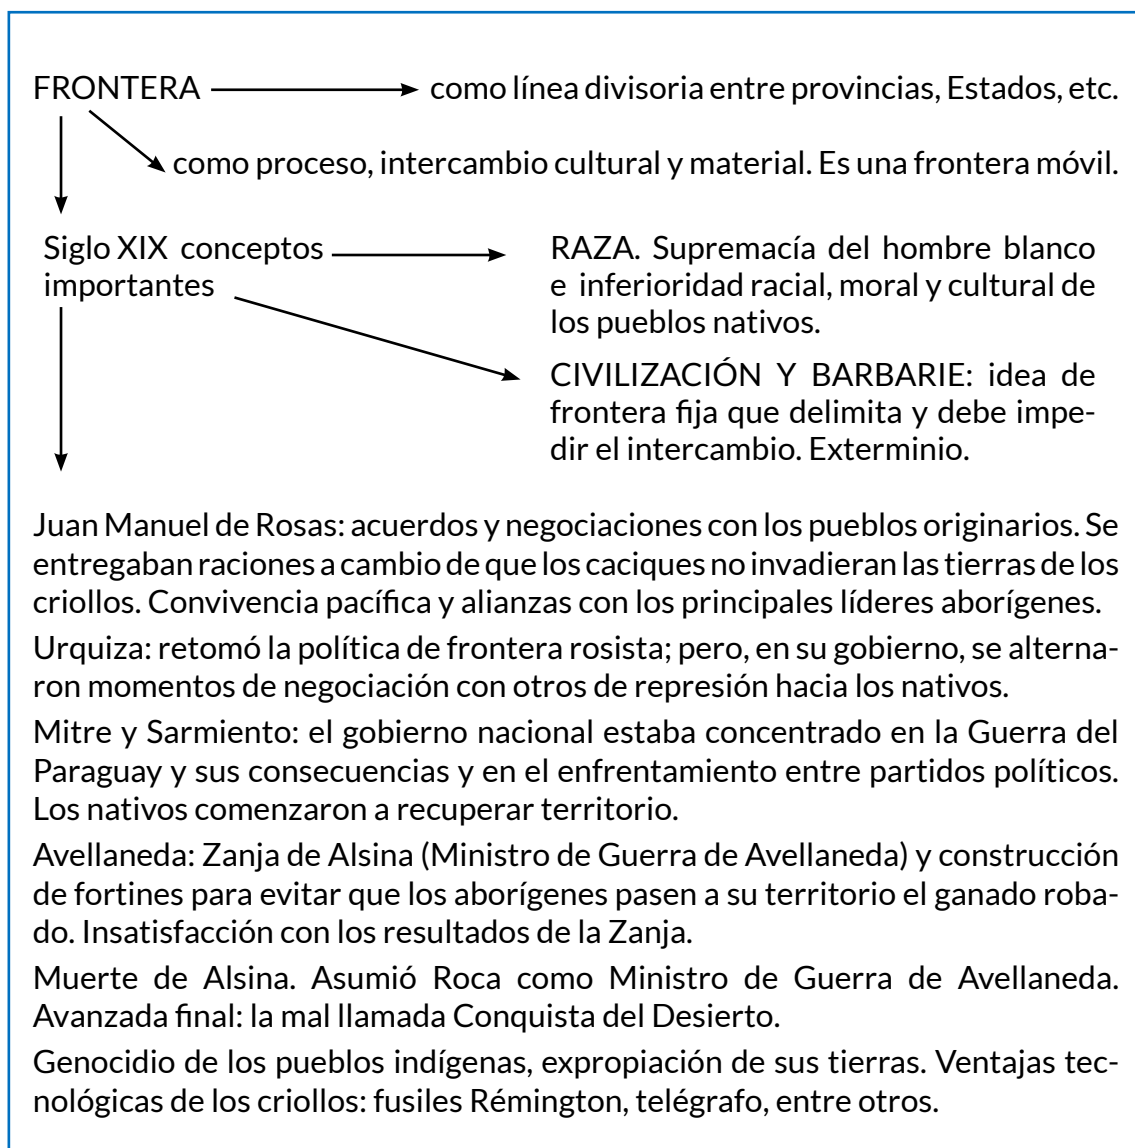 FRONTERA
como línea divisoria entre provincias, Estados, etc.
como proceso, intercambio cultural y material. Es una frontera móvil.
Siglo XIX conceptos
importantes
RAZA. Supremacía del hombre blanco
e inferioridad racial, moral y cultural de
los pueblos nativos.
CIVILIZACIÓN Y BARBARIE: idea de
frontera fija que delimita y debe impe-
dir el intercambio. Exterminio.
Juan Manuel de Rosas: acuerdos y negociaciones con los pueblos originarios. Se
entregaban raciones a cambio de que los caciques no invadieran las tierras de los
criollos. Convivencia pacífica y alianzas con los principales líderes aborígenes.
Urquiza: retomó la política de frontera rosista; pero, en su gobierno, se alterna-
ron momentos de negociación con otros de represión hacia los nativos.
Mitre y Sarmiento: el gobierno nacional estaba concentrado en la Guerra del
Paraguay y sus consecuencias y en el enfrentamiento entre partidos políticos.
Los nativos comenzaron a recuperar territorio.
Avellaneda: Zanja de Alsina (Ministro de Guerra de Avellaneda) y construcción
de fortines para evitar que los aborígenes pasen a su territorio el ganado roba-
do. Insatisfacción con los resultados de la Zanja.
Muerte de Alsina. Asumió Roca como Ministro de Guerra de Avellaneda.
Avanzada final: la mal llamada Conquista del Desierto.
Genocidio de los pueblos indígenas, expropiación de sus tierras. Ventajas tec-
nológicas de los criollos: fusiles Rémington, telégrafo, entre otros.